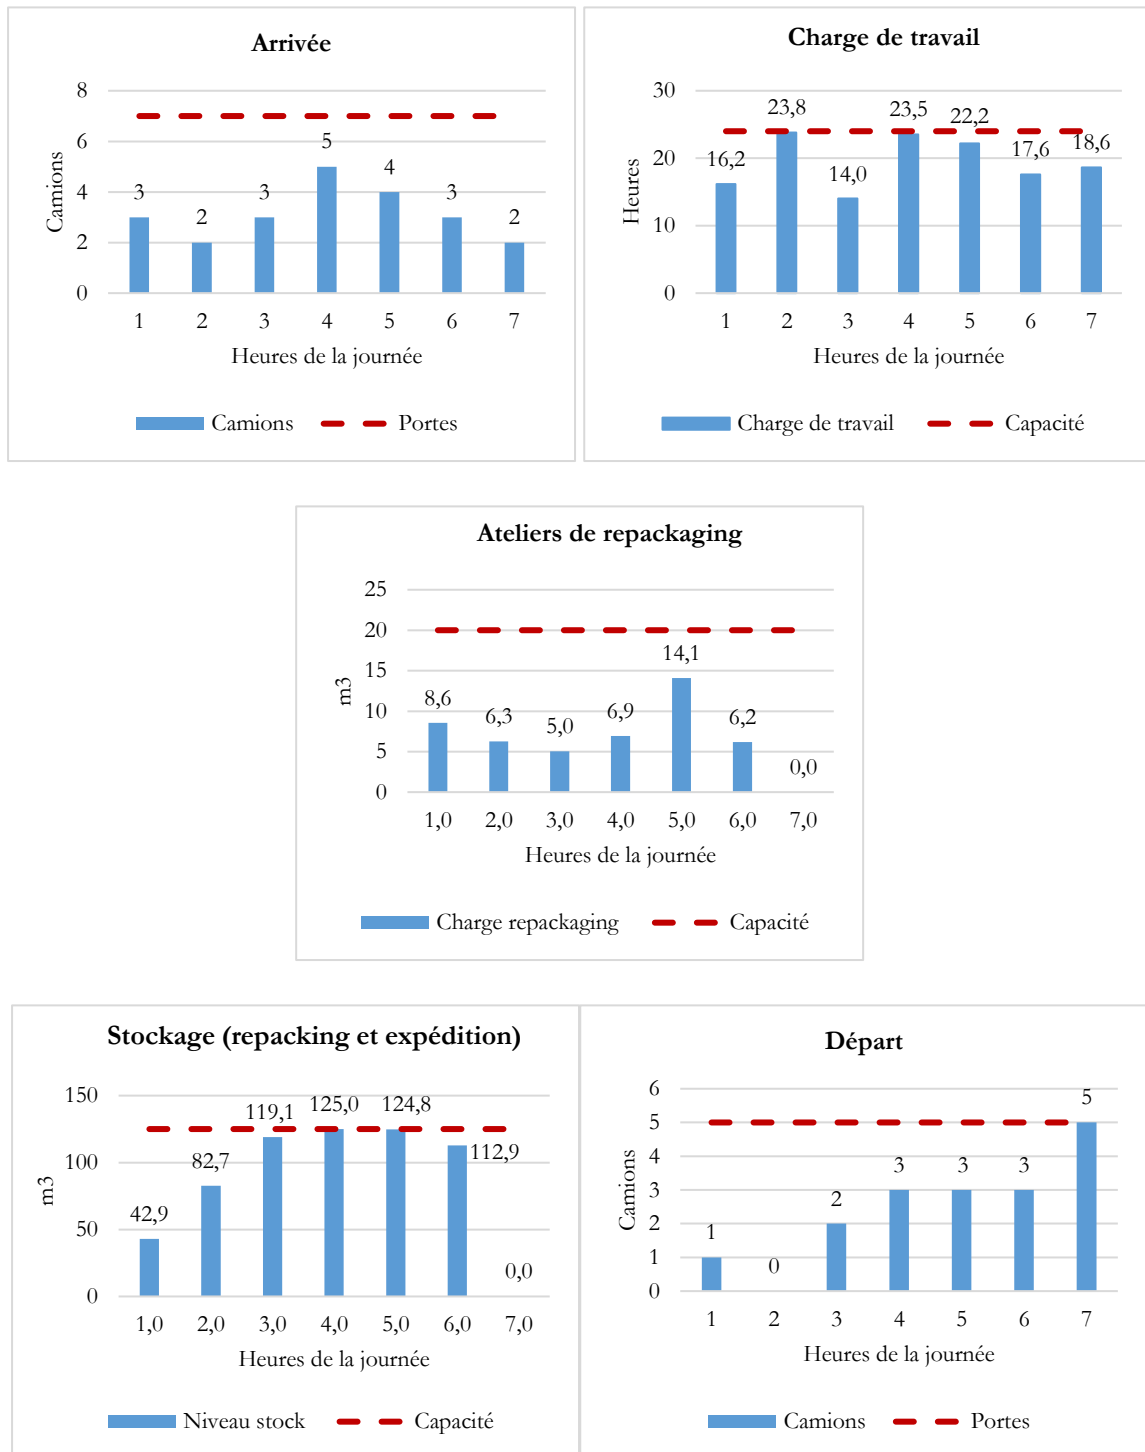 Arrivée
8
6
4
2
0
Camions
3
2
3
5
4
3
2
1 2 3 4 5 6 7
Heures de la journée
Camions Portes
Charge de travail
30
20
10
0
Heures
16,2
23,8
14,0
23,5
22,2
17,6
18,6
1 2 3 4 5 6 7
Heures de la journée
Charge de travail Capacité
Ateliers de repackaging
25
20
15
10
5
0
m3
8,6
6,3
5,0
6,9
14,1
6,2
0,0
1,0 2,0 3,0 4,0 5,0 6,0 7,0
Heures de la journée
Charge repackaging Capacité
Stockage (repacking et expédition)
150
100
50
0
m3
42,9
82,7
119,1
125,0
124,8
112,9
0,0
1,0 2,0 3,0 4,0 5,0 6,0 7,0
Heures de la journée
Niveau stock Capacité
Départ
6
5
4
3
2
1
0
Camions
1
0
2
3
3
3
5
1 2 3 4 5 6 7
Heures de la journée
Camions Portes